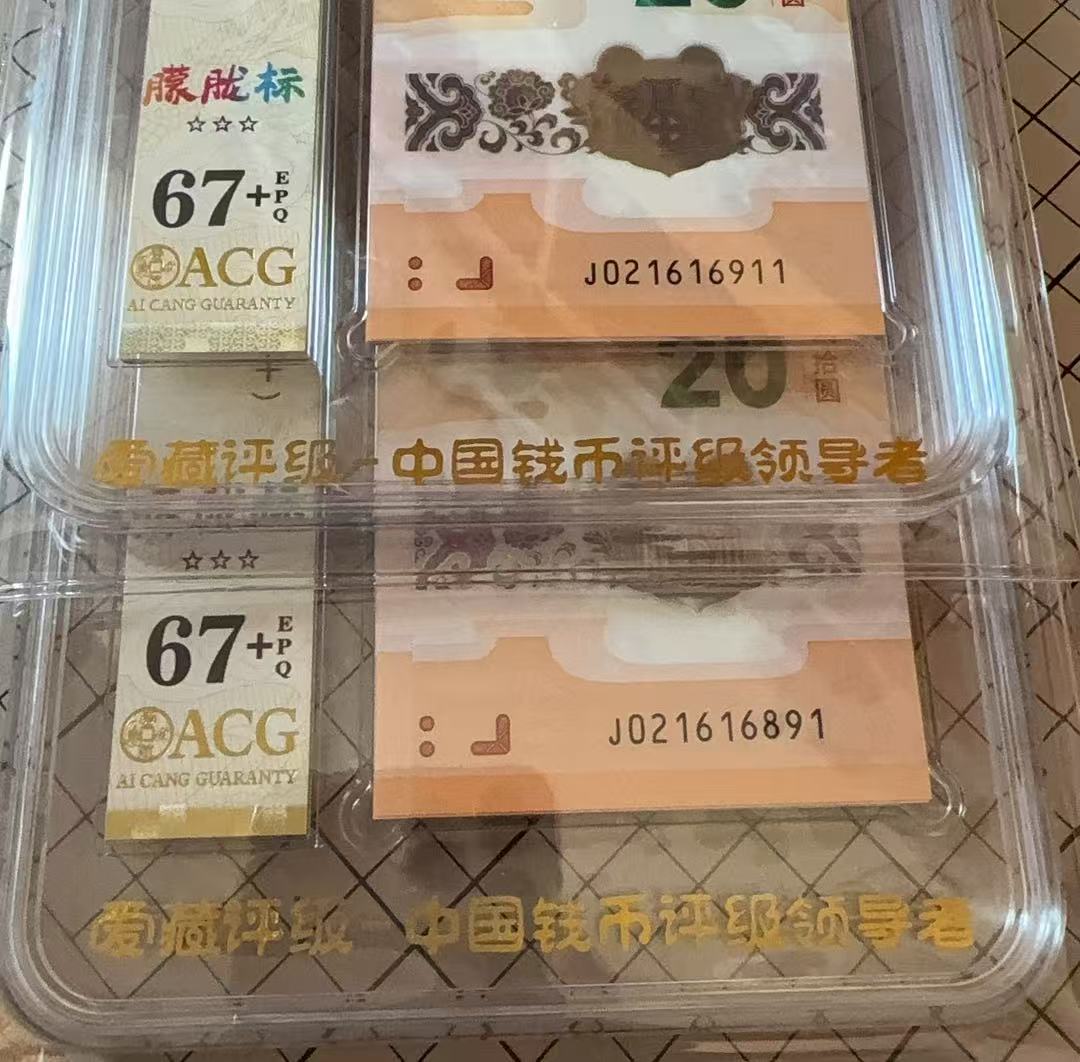 20
圆
朦胧标
☆☆☆
67+EPQ
ACG
AI CANG GUARANTY
J021616911
20
拾圆
爱藏评级-中国钱币评级领导者
☆☆☆
67+EPQ
ACG
AI CANG GUARANTY
J021616891
爱藏评级-中国钱币评级领导者